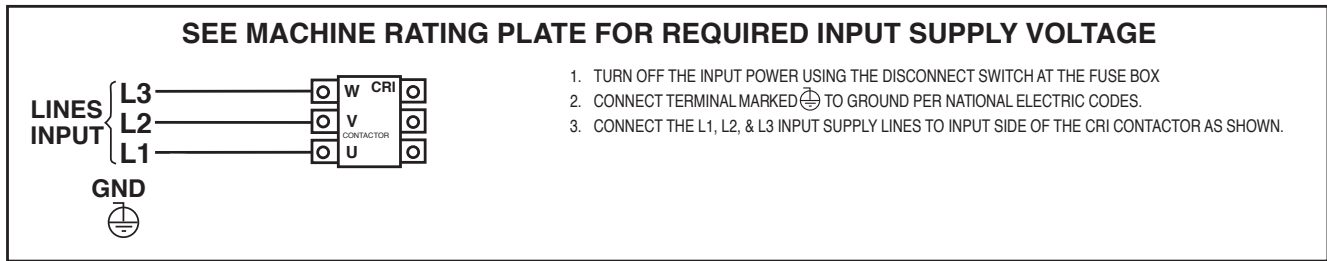 SEE MACHINE RATING PLATE FOR REQUIRED INPUT SUPPLY VOLTAGE
LINES
INPUT
L3
L2
L1
GND
W CRI
V
CONTACTOR
U
1. TURN OFF THE INPUT POWER USING THE DISCONNECT SWITCH AT THE FUSE BOX
2. CONNECT TERMINAL MARKED TO GROUND PER NATIONAL ELECTRIC CODES.
3. CONNECT THE L1, L2, & L3 INPUT SUPPLY LINES TO INPUT SIDE OF THE CRI CONTACTOR AS SHOWN.